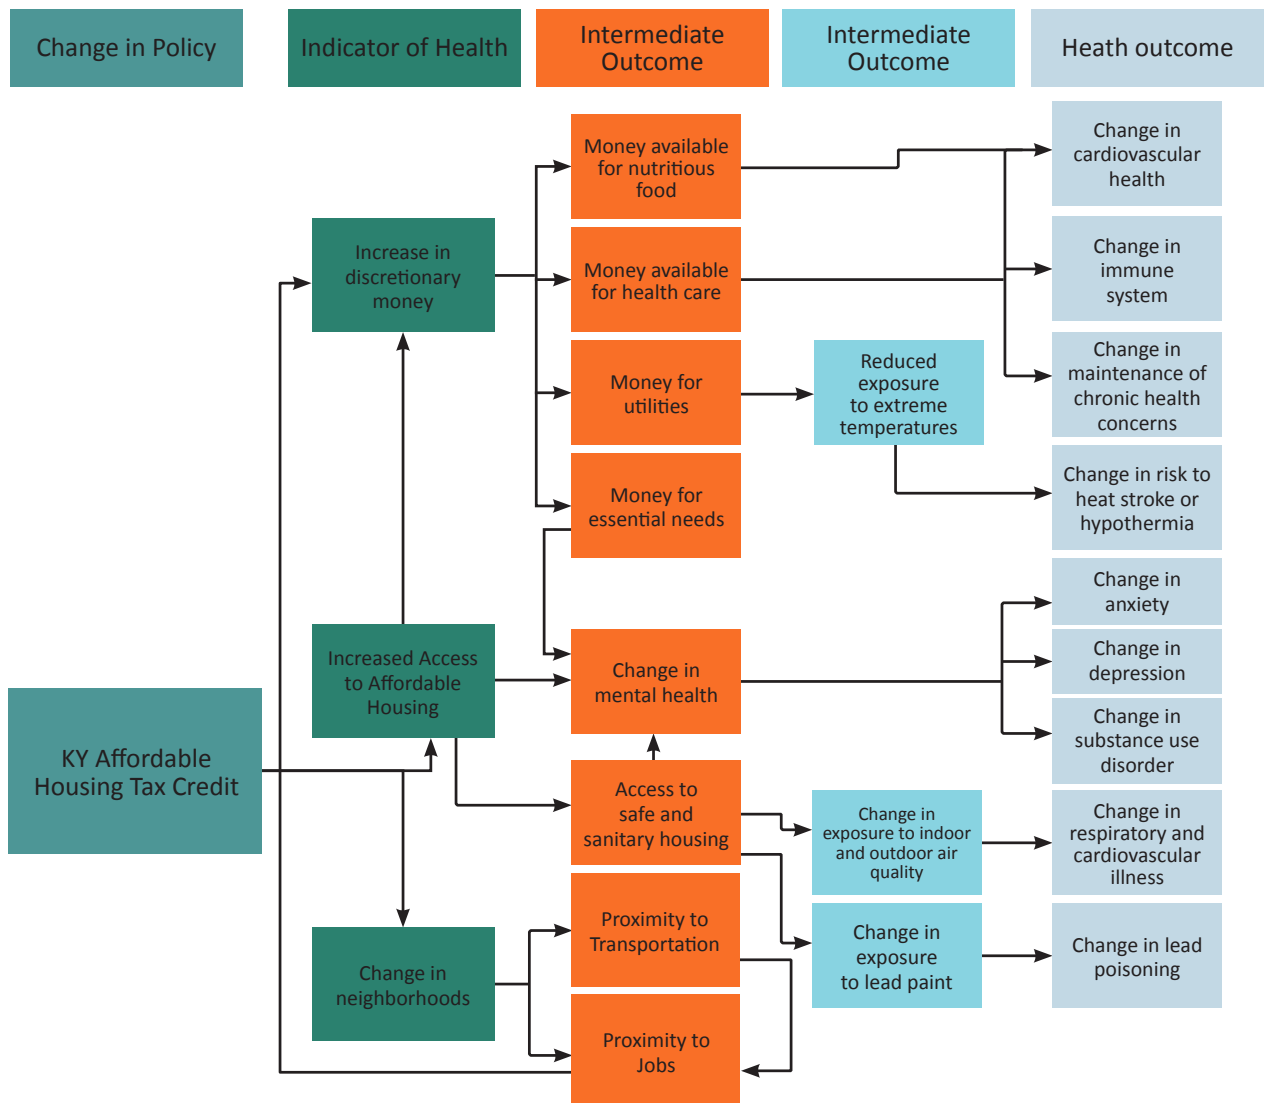 Change in Policy
Indicator of Health
Intermediate
Outcome
Intermediate
Outcome
Heath outcome
Money available
for nutritious
food
Change in
cardiovascular
health
Increase in
discretionary
money
Money available
for health care
Change in
immune
system
Money for
utilities
Reduced
exposure
to extreme
temperatures
Change in
maintenance of
chronic health
concerns
Money for
essential needs
Change in risk to
heat stroke or
hypothermia
Change in
anxiety
Increased Access
to Affordable
Housing
Change in
mental health
Change in
depression
KY Affordable
Housing Tax Credit
Change in
substance use
disorder
Access to
safe and
sanitary housing
Change in
exposure to indoor
and outdoor air
quality
Change in
respiratory and
cardiovascular
illness
Proximity to
Transportation
Change in
neighborhoods
Change in
exposure
to lead paint
Change in lead
poisoning
Proximity to
Jobs